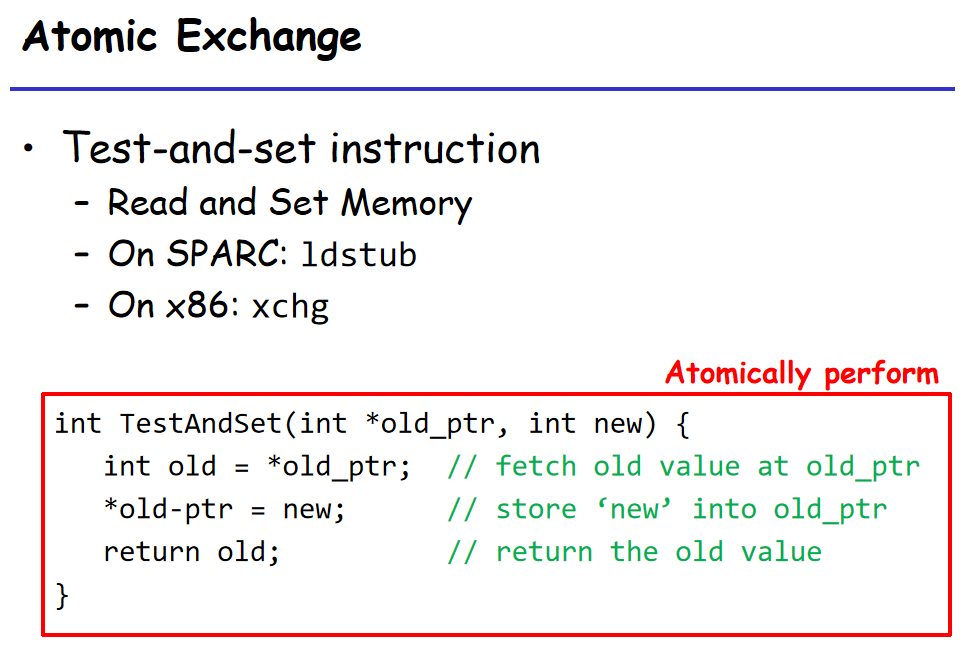 Atomic Exchange
• Test-and-set instruction
– Read and Set Memory
– On SPARC: ldstub
– On x86: xchg
Atomically perform
int TestAndSet(int *old_ptr, int new) {
int old = *old_ptr; // fetch old value at old_ptr
*old-ptr = new; // store ‘new’ into old_ptr
return old; // return the old value
}